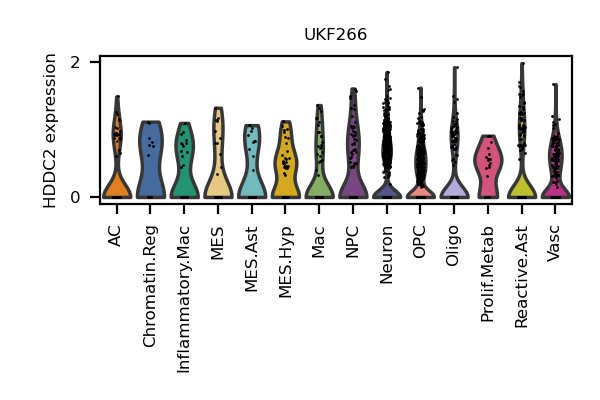 UKF266
HDDC2 expression
2
0
AC
Chromatin.Reg
Inflammatory.Mac
MES
MES.Ast
MES.Hyp
Mac
NPC
Neuron
OPC
Oligo
Prolif.Metab
Reactive.Ast
Vasc